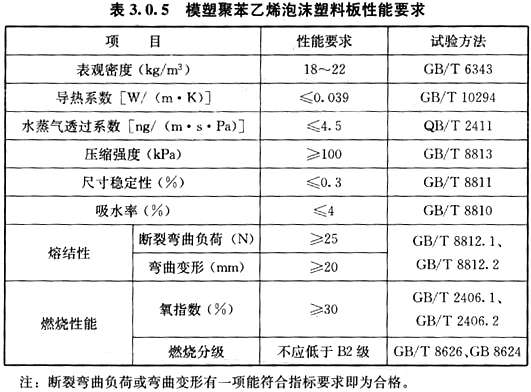 表 3.0.5 模塑聚苯乙烯泡沫塑料板性能要求
项 目 性能要求 试验方法
表观密度（kg/m³） 18～22 GB/T 6343
导热系数［W/（m·K）］ ≤0.039 GB/T 10294
水蒸气透过系数［ng/（m·s·Pa）］ ≤4.5 QB/T 2411
压缩强度（kPa） ≥100 GB/T 8813
尺寸稳定性（%） ≤0.3 GB/T 8811
吸水率（%） ≤4 GB/T 8810
熔结性 断裂弯曲负荷（N） ≥25 GB/T 8812.1、
弯曲变形（mm） ≥20 GB/T 8812.2
燃烧性能 氧指数（%） ≥30 GB/T 2406.1、
GB/T 2406.2
燃烧分级 不应低于 B2 级 GB/T 8626、GB 8624
注：断裂弯曲负荷或弯曲变形有一项能符合指标要求即为合格。